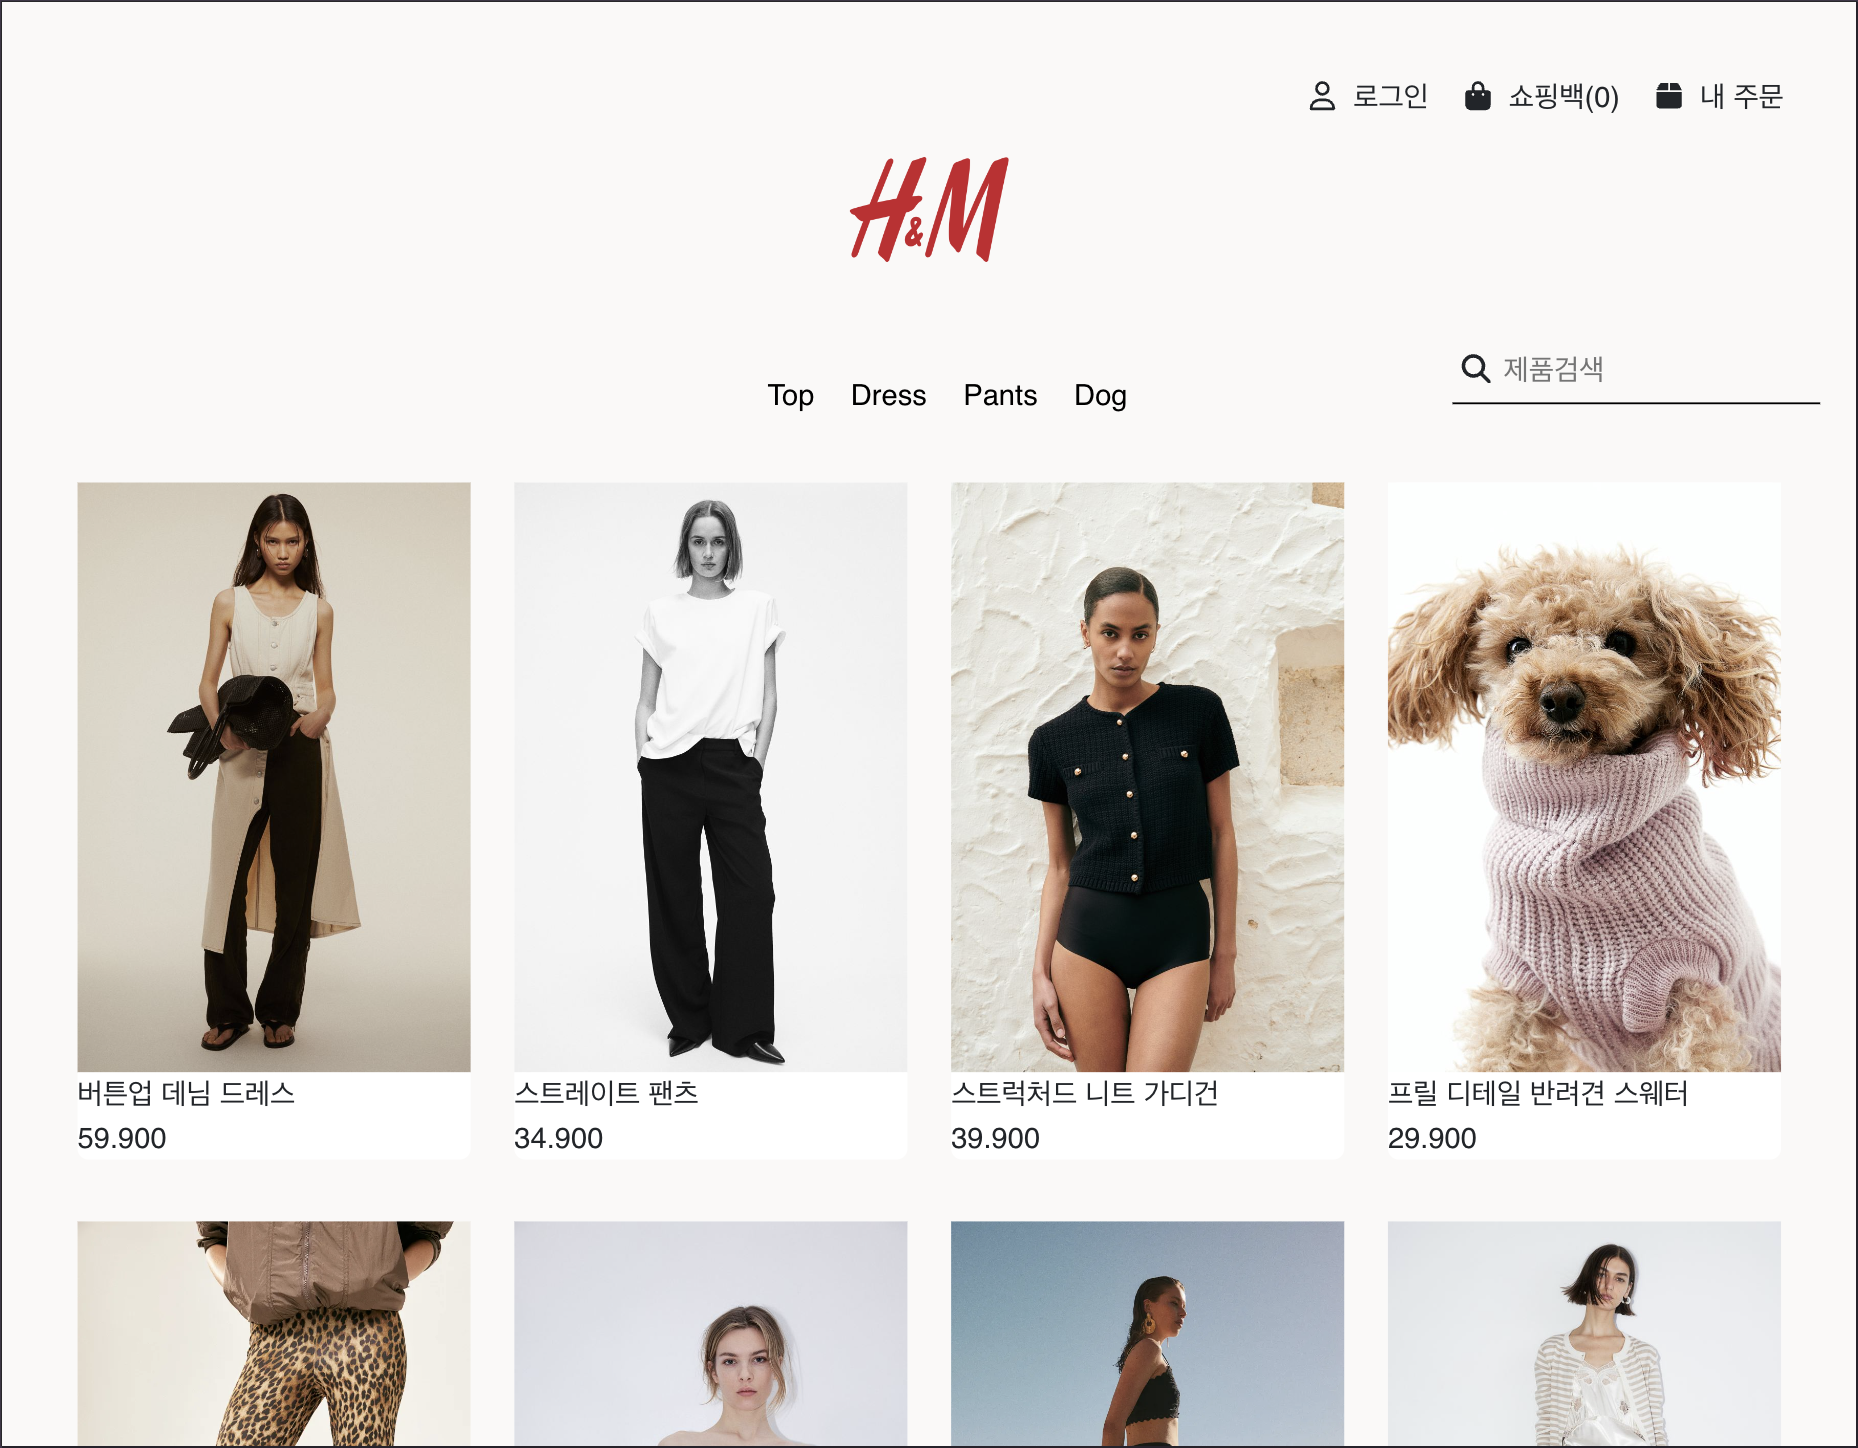 로그인 쇼핑백(0) 내 주문
H&M
제품검색
Top Dress Pants Dog
버튼업 데님 드레스
59.900
스트레이트 팬츠
34.900
스트럭처드 니트 가디건
39.900
프릴 디테일 반려견 스웨터
29.900